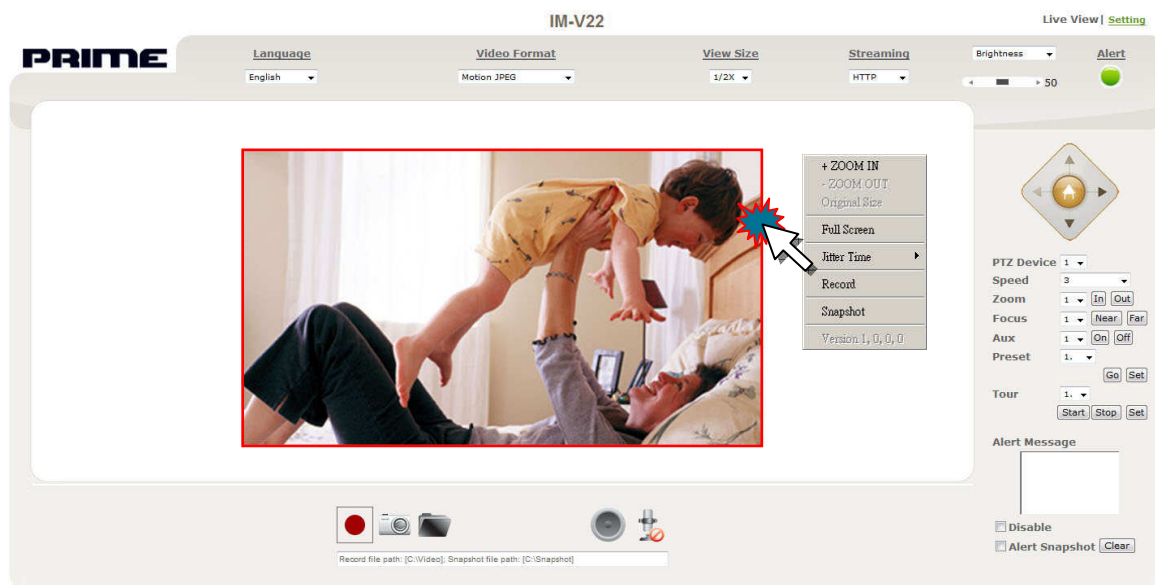 IM-V22
Live View | Setting
PRIME
Language
Video Format
View Size
Streaming
Brightness
Alert
English
Motion JPEG
1/2X
HTTP
50
+ ZOOM IN
- ZOOM OUT
Original Size
Full Screen
Jitter Time
Record
Snapshot
Version 1, 0, 0, 0
PTZ Device 1
Speed 3
Zoom 1 In Out
Focus 1 Near Far
Aux 1 On Off
Preset 1.
Go Set
Tour 1.
Start Stop Set
Alert Message
Disable
Alert Snapshot Clear
Record file path: [C:\Video]; Snapshot file path: [C:\Snapshot]